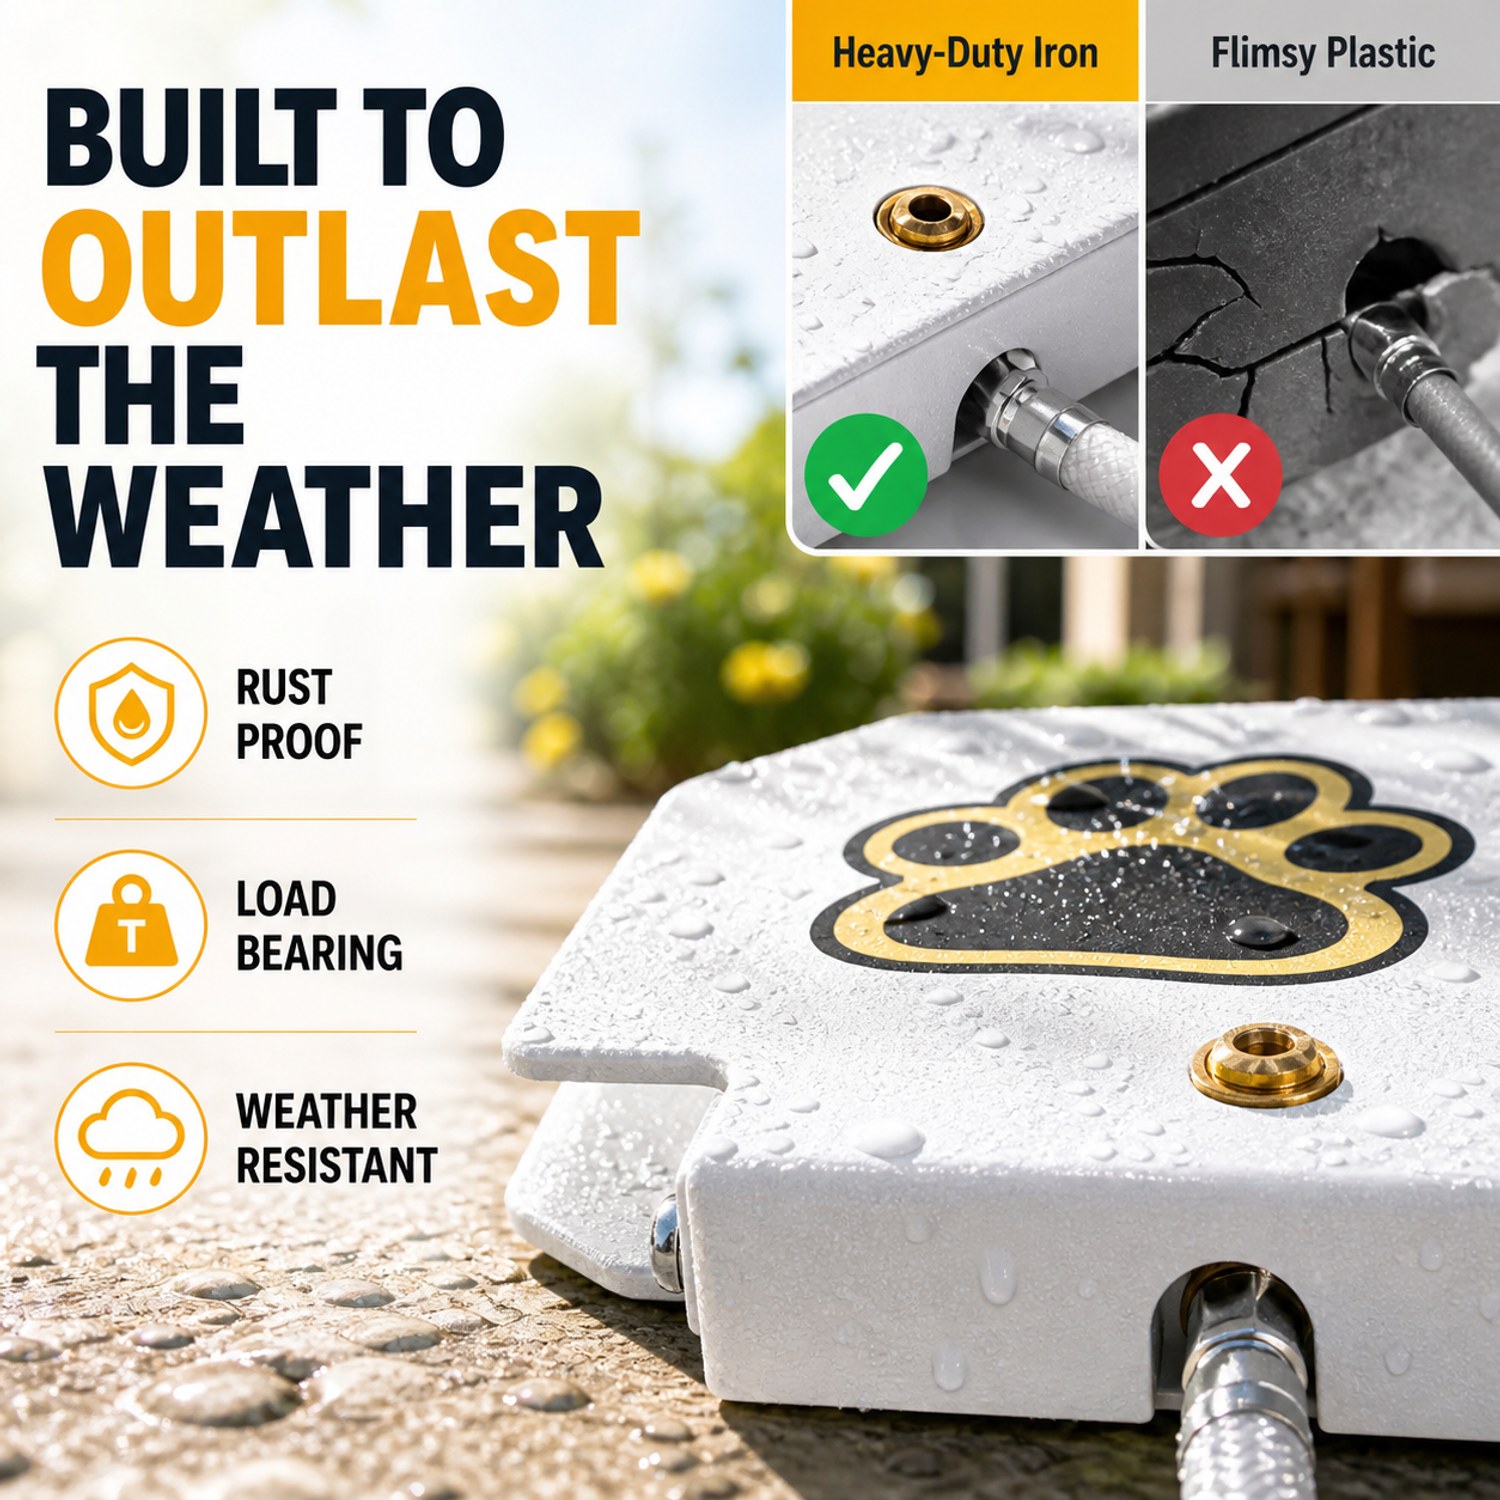 BUILT TO
OUTLAST
THE
WEATHER
Heavy-Duty Iron
Flimsy Plastic
RUST
PROOF
T
LOAD
BEARING
WEATHER
RESISTANT